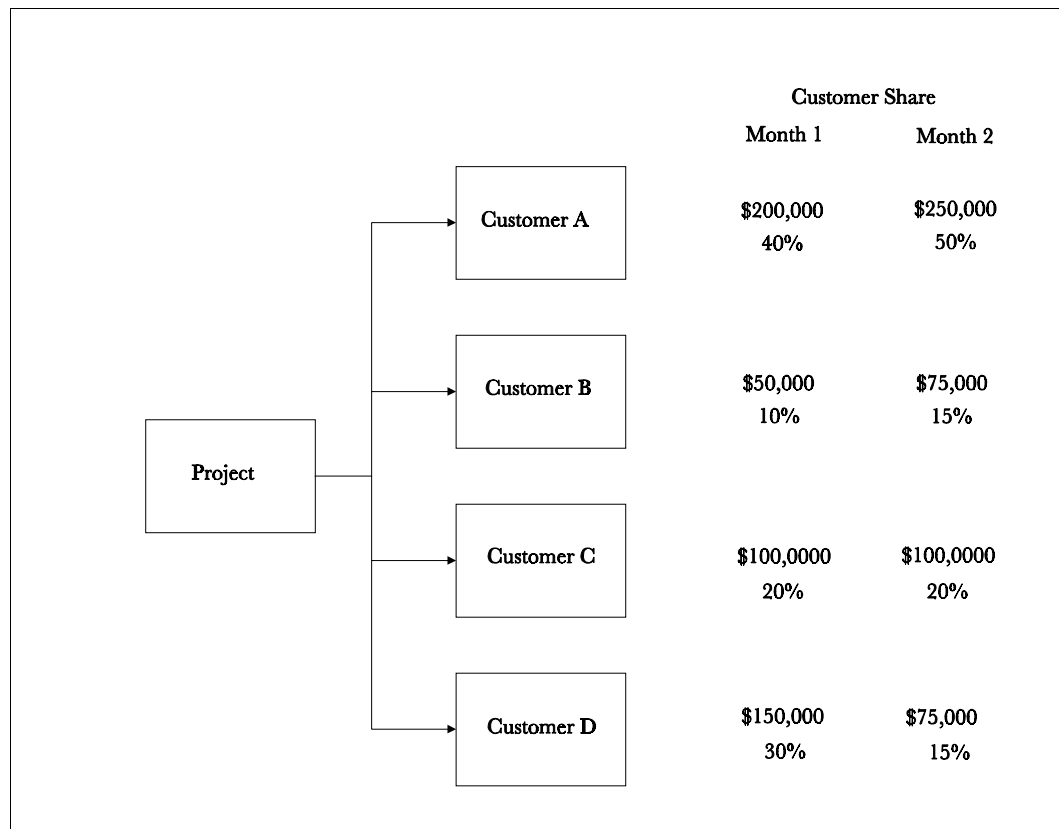 Customer Share
Month 1 Month 2
Customer A $200,000 $250,000
40% 50%
Customer B $50,000 $75,000
10% 15%
Project
Customer C $100,0000 $100,0000
20% 20%
Customer D $150,000 $75,000
30% 15%